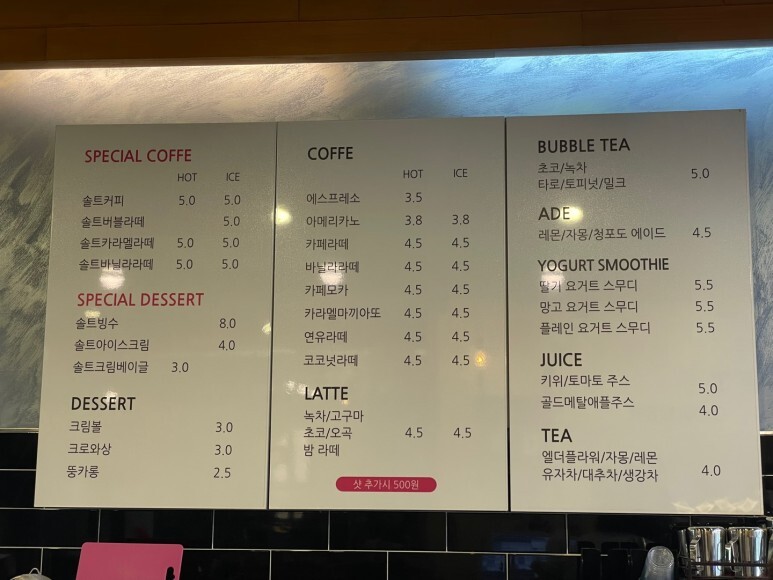 SPECIAL COFFE
HOT ICE
솔트커피 5.0 5.0
솔트버블라떼 5.0
솔트카라멜라떼 5.0 5.0
솔트바닐라라떼 5.0 5.0
SPECIAL DESSERT
솔트빙수 8.0
솔트아이스크림 4.0
솔트크림베이글 3.0
DESSERT
크림볼 3.0
크로와상 3.0
뚱카롱 2.5
COFFE
HOT ICE
에스프레소 3.5
아메리카노 3.8 3.8
카페라떼 4.5 4.5
바닐라라떼 4.5 4.5
카페모카 4.5 4.5
카라멜마끼아또 4.5 4.5
연유라떼 4.5 4.5
코코넛라떼 4.5 4.5
LATTE
녹차/고구마
초코/오곡 4.5 4.5
밤 라떼
샷 추가시 500원
BUBBLE TEA
초코/녹차
타로/토피넛/밀크 5.0
ADE
레몬/자몽/청포도 에이드 4.5
YOGURT SMOOTHIE
딸기 요거트 스무디 5.5
망고 요거트 스무디 5.5
플레인 요거트 스무디 5.5
JUICE
키위/토마토 주스 5.0
골드메탈애플주스 4.0
TEA
엘더플라워/자몽/레몬
유자차/대추차/생강차 4.0